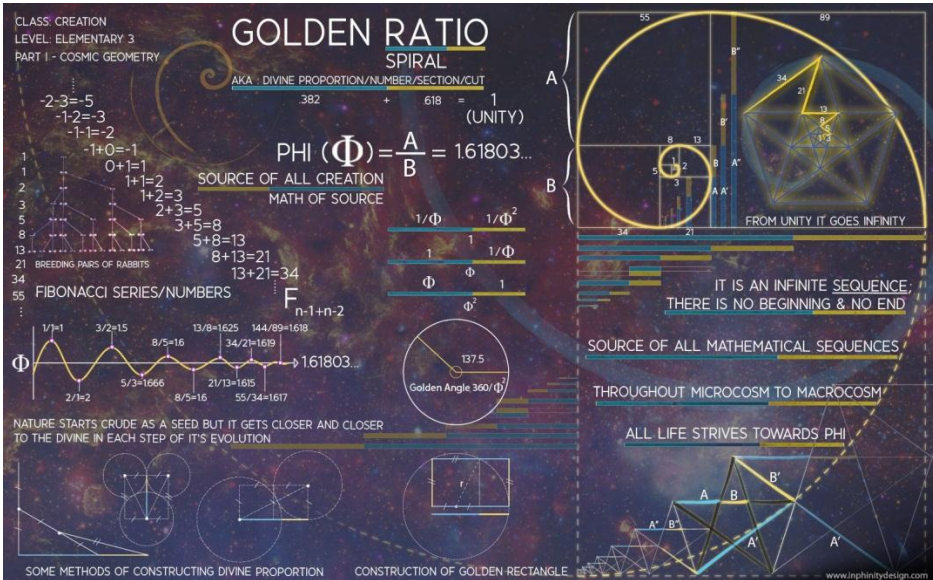 CLASS: CREATION
LEVEL: ELEMENTARY 3
PART I - COSMIC GEOMETRY
GOLDEN RATIO
SPIRAL
AKA : DIVINE PROPORTION/NUMBER/SECTION/CUT
.382 + .618 = 1
(UNITY)
PHI (Φ) = A/B = 1.61803...
SOURCE OF ALL CREATION
MATH OF SOURCE
-2-3=-5
-1-2=-3
-1-1=-2
-1+0=-1
0+1=1
1+1=2
1+2=3
2+3=5
3+5=8
5+8=13
8+13=21
13+21=34
1
1
2
3
5
8
13
21
34
55
BREEDING PAIRS OF RABBITS
FIBONACCI SERIES/NUMBERS
F n-1+n-2
1/Φ 1/Φ²
1
1 1/Φ
Φ
Φ 1
Φ²
1/1=1
3/2=1.5
8/5=1.6
13/8=1.625
34/21=1.619
144/89=1.618
Φ
1.61803...
2/1=2
5/3=1.666
8/5=1.6
21/13=1.615
55/34=1.617
137.5
Golden Angle 360/Φ²
NATURE STARTS CRUDE AS A SEED BUT IT GETS CLOSER AND CLOSER
TO THE DIVINE IN EACH STEP OF IT'S EVOLUTION
r
SOME METHODS OF CONSTRUCTING DIVINE PROPORTION
CONSTRUCTION OF GOLDEN RECTANGLE
55
89
A
B
8
13
1
2
5
3
34
21
B"
B'
B
A"
A
A'
34
21
13
8
5
FROM UNITY IT GOES INFINITY
IT IS AN INFINITE SEQUENCE;
THERE IS NO BEGINNING & NO END
SOURCE OF ALL MATHEMATICAL SEQUENCES
THROUGHOUT MICROCOSM TO MACROCOSM
ALL LIFE STRIVES TOWARDS PHI
B'
A
B
A"
B"
A'
A'
www.inphinitydesign.com